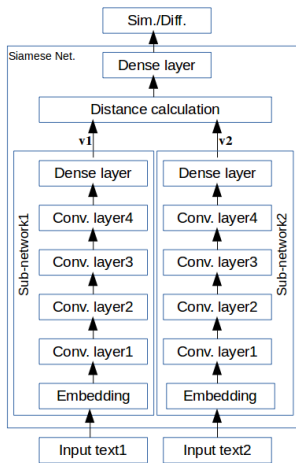 Sim./Diff.
Siamese Net.
Dense layer
Distance calculation
v1
v2
Sub-network1
Dense layer
Conv. layer4
Conv. layer3
Conv. layer2
Conv. layer1
Embedding
Dense layer
Conv. layer4
Conv. layer3
Conv. layer2
Conv. layer1
Embedding
Sub-network2
Input text1
Input text2